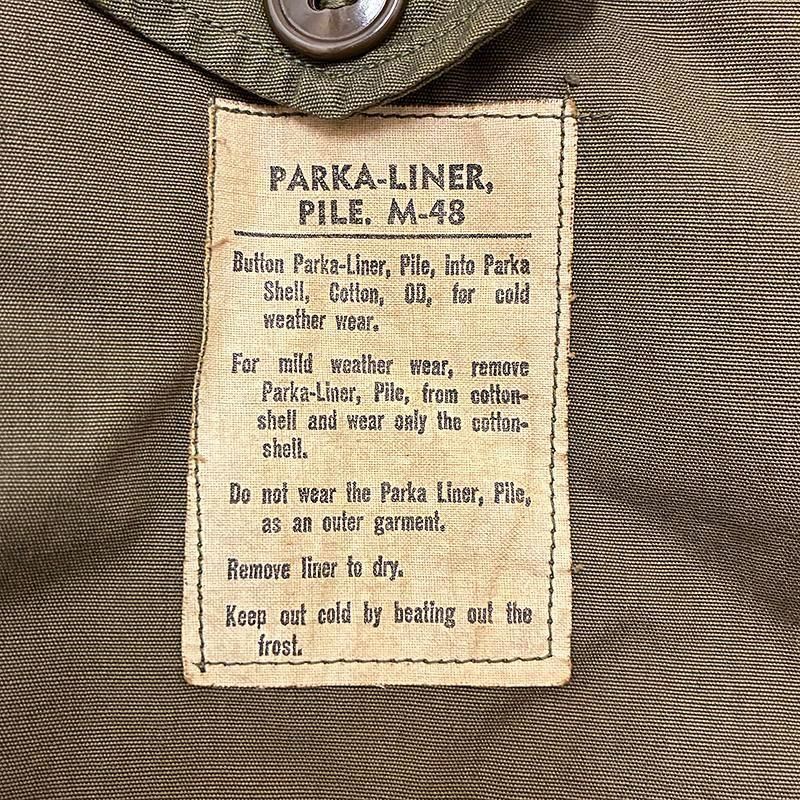 PARKA-LINER,
PILE. M-48
Button Parka-Liner, Pile, into Parka
Shell, Cotton, OD, for cold
weather wear.
For mild weather wear, remove
Parka-Liner, Pile, from cotton-
shell and wear only the cotton-
shell.
Do not wear the Parka Liner, Pile,
as an outer garment.
Remove liner to dry.
Keep out cold by beating out the
frost.